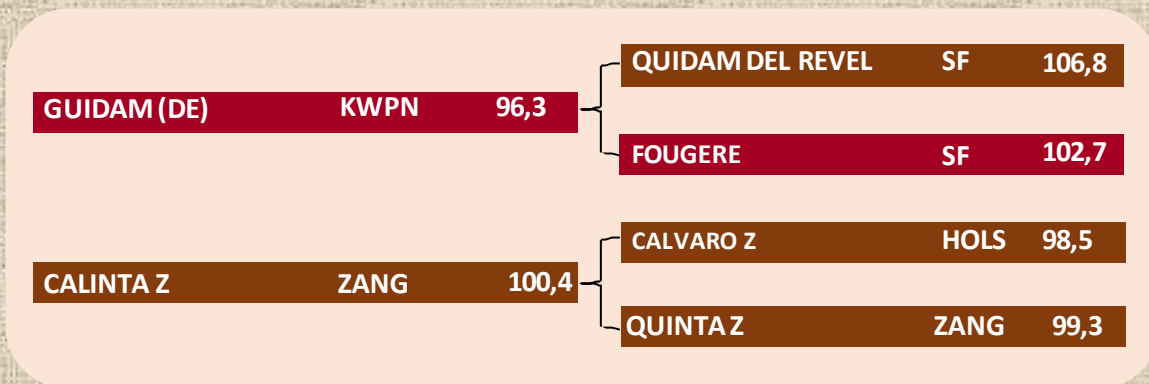 QUIDAM DEL REVEL SF 106,8
GUIDAM (DE) KWPN 96,3
FOUGERE SF 102,7
CALVARO Z HOLS 98,5
CALINTA Z ZANG 100,4
QUINTA Z ZANG 99,3